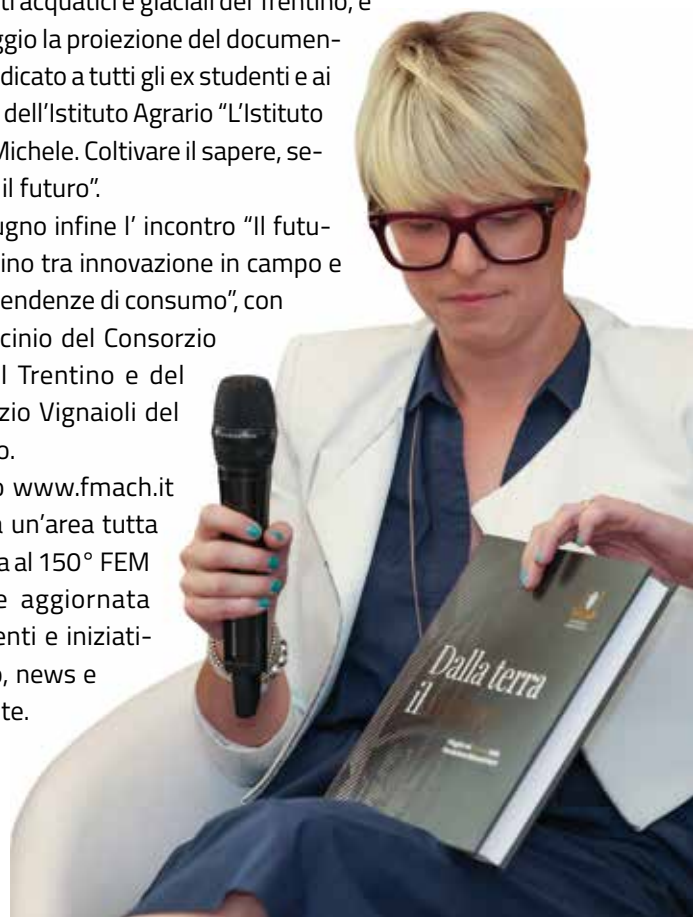 ti acquatici e glaciali del Trentino, e
ggio la proiezione del documen-
dicato a tutti gli ex studenti e ai
dell’Istituto Agrario “L’Istituto
Michele. Coltivare il sapere, se-
il futuro”.
ugno infine l’ incontro “Il futu-
ino tra innovazione in campo e
endenze di consumo”, con
cinio del Consorzio
l Trentino e del
zio Vignaioli del
o.
o www.fmach.it
a un’area tutta
a al 150° FEM
e aggiornata
enti e iniziati-
o, news e
te.
Dalla terra
il